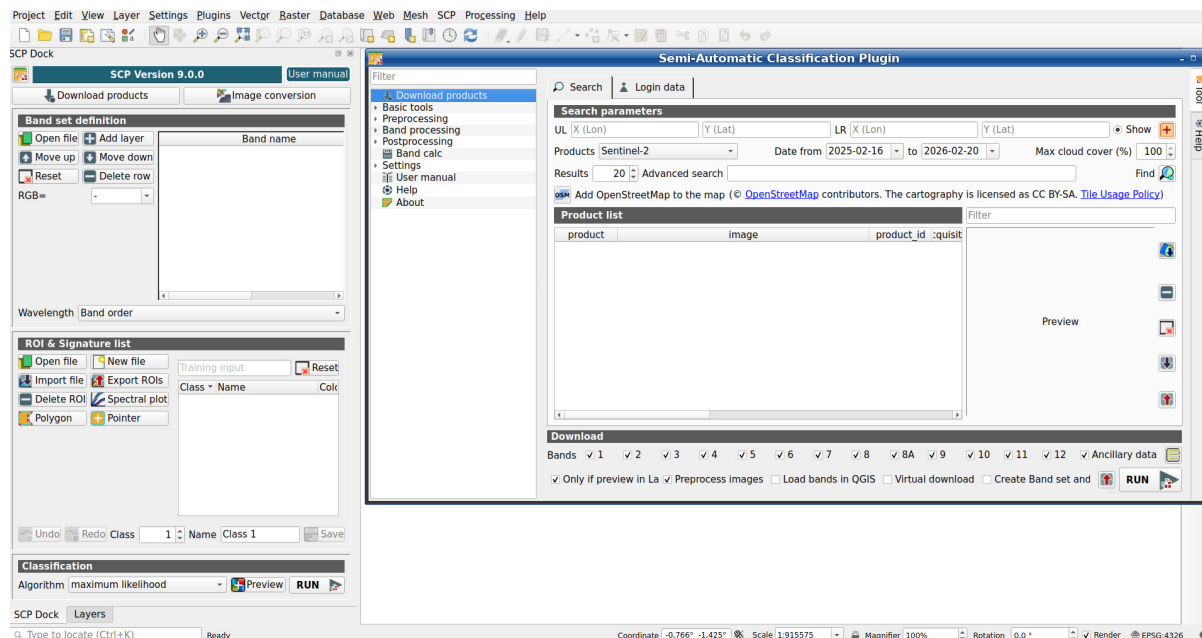 Project Edit View Layer Settings Plugins Vector Raster Database Web Mesh SCP Processing Help
SCP Dock
SCP Version 9.0.0 User manual
Download products Image conversion
Band set definition
Open file Add layer Band name
Move up Move down
Reset Delete row
RGB= -
Wavelength Band order
ROI & Signature list
Open file New file Training input Reset
Import file Export ROIs Class Name Colo
Delete ROI Spectral plot
Polygon Pointer
Undo Redo Class 1 Name Class 1 Save
Classification
Algorithm maximum likelihood Preview RUN
SCP Dock Layers
Semi-Automatic Classification Plugin
Filter
Download products
Basic tools
Preprocessing
Band processing
Postprocessing
Band calc
Settings
User manual
Help
About
Search Login data
Search parameters
UL X (Lon) Y (Lat) LR X (Lon) Y (Lat) Show
Products Sentinel-2 Date from 2025-02-16 to 2026-02-20 Max cloud cover (%) 100
Results 20 Advanced search Find
OSM Add OpenStreetMap to the map (© OpenStreetMap contributors. The cartography is licensed as CC BY-SA. Tile Usage Policy)
Product list Filter
product image product_id :quisit
Preview
Download
Bands 1 2 3 4 5 6 7 8 8A 9 10 11 12 Ancillary data
Only if preview in La Preprocess images Load bands in QGIS Virtual download Create Band set and RUN
Tool
Help
Type to locate (Ctrl+K) Ready Coordinate -0.766° -1.425° Scale 1:915575 Magnifier 100% Rotation 0.0 ° Render EPSG:4326